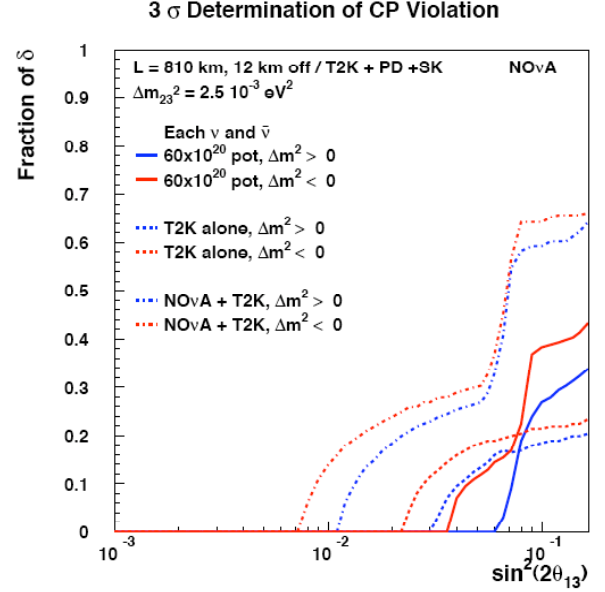 3 σ Determination of CP Violation
Fraction of δ
1
0.9
0.8
0.7
0.6
0.5
0.4
0.3
0.2
0.1
0
L = 810 km, 12 km off / T2K + PD +SK
NOνA
Δm₂₃² = 2.5 10⁻³ eV²
Each ν and ν̄
60x10²⁰ pot, Δm² > 0
60x10²⁰ pot, Δm² < 0
T2K alone, Δm² > 0
T2K alone, Δm² < 0
NOνA + T2K, Δm² > 0
NOνA + T2K, Δm² < 0
10⁻³
10⁻²
10⁻¹
sin²(2θ₁₃)